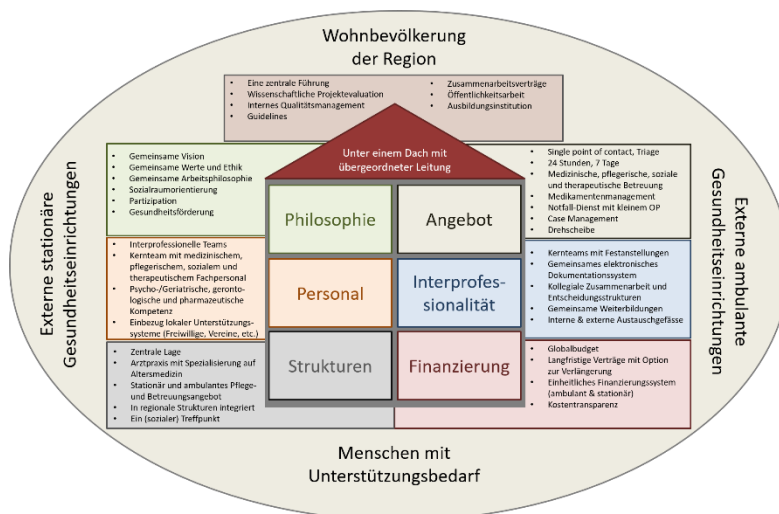 Wohnbevölkerung
der Region
Eine zentrale Führung
Wissenschaftliche Projektevaluation
Internes Qualitätsmanagement
Guidelines
Zusammenarbeitsverträge
Öffentlichkeitsarbeit
Ausbildungsinstitution
Unter einem Dach mit
übergeordneter Leitung
Gemeinsame Vision
Gemeinsame Werte und Ethik
Gemeinsame Arbeitsphilosophie
Sozialraumorientierung
Partizipation
Gesundheitsförderung
Philosophie
Angebot
Single point of contact, Triage
24 Stunden, 7 Tage
Medizinische, pflegerische, soziale
und therapeutische Betreuung
Medikamentenmanagement
Notfall-Dienst mit kleinem OP
Case Management
Drehscheibe
Externe stationäre
Gesundheitseinrichtungen
Interprofessionelle Teams
Kernteam mit medizinischem,
pflegerischem, sozialem und
therapeutischem Fachpersonal
Psycho-/Geriatrische, geronto-
logische und pharmazeutische
Kompetenz
Einbezug lokaler Unterstützungs-
systeme (Freiwillige, Vereine, etc.)
Personal
Interprofes-
sionalität
Kernteams mit Festanstellungen
Gemeinsames elektronisches
Dokumentationssystem
Kollegiale Zusammenarbeit und
Entscheidungsstrukturen
Gemeinsame Weiterbildungen
Interne & externe Austauschgefässe
Externe ambulante
Gesundheitseinrichtungen
Zentrale Lage
Arztpraxis mit Spezialisierung auf
Altersmedizin
Stationär und ambulantes Pflege-
und Betreuungsangebot
In regionale Strukturen integriert
Ein (sozialer) Treffpunkt
Strukturen
Finanzierung
Globalbudget
Langfristige Verträge mit Option
zur Verlängerung
Einheitliches Finanzierungssystem
(ambulant & stationär)
Kostentransparenz
Menschen mit
Unterstützungsbedarf